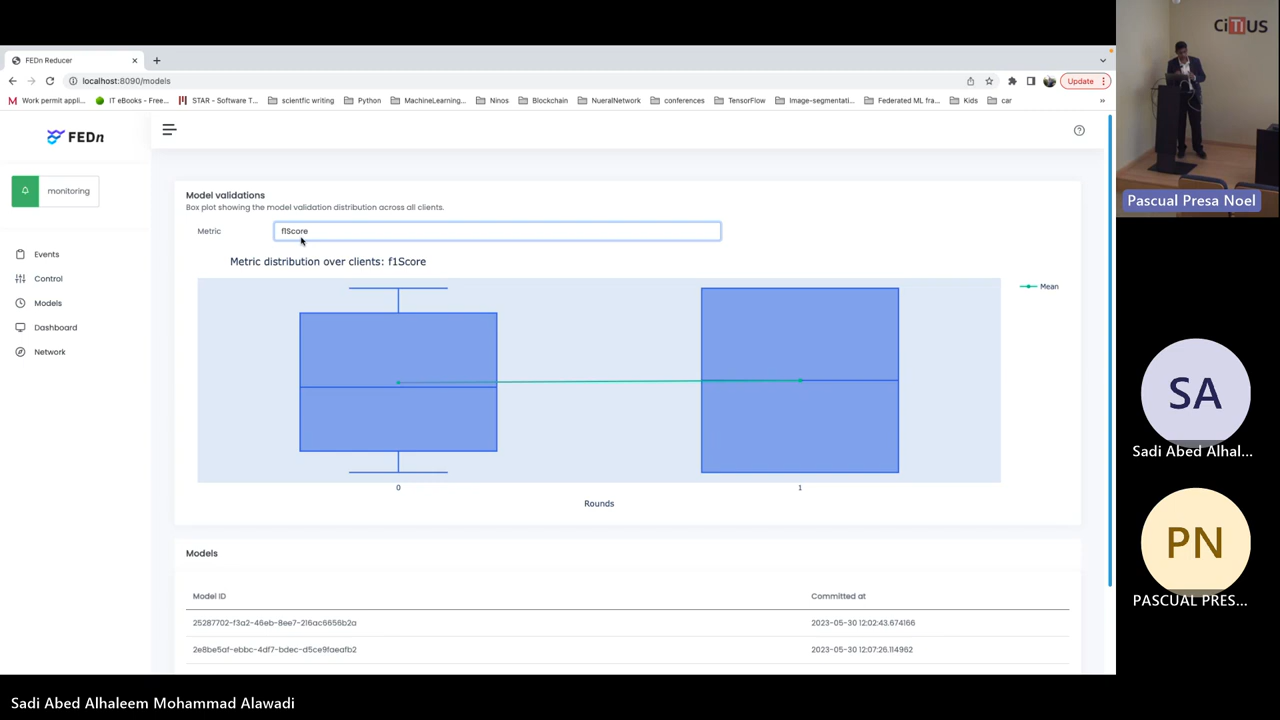 FEDn Reducer
localhost:8090/models
Update
Work permit appli...
IT eBooks - Free...
STAR - Software T...
scienftic writing
Python
MachineLearning...
Ninos
Blockchain
NueralNetwork
conferences
TensorFlow
Image-segmentati...
Federated ML fra...
Kids
car
FEDn
monitoring
Events
Control
Models
Dashboard
Network
Model validations
Box plot showing the model validation distribution across all clients.
Metric
f1Score
Metric distribution over clients: f1Score
Mean
0
1
Rounds
Models
Model ID
Committed at
25287702-f3a2-46eb-8ee7-216ac6656b2a
2023-05-30 12:02:43.674166
2e8be5af-ebbc-4df7-bdec-d5ce9faeafb2
2023-05-30 12:07:26.114962
CiTIUS
Pascual Presa Noel
SA
Sadi Abed Alhal...
PN
PASCUAL PRES...
Sadi Abed Alhaleem Mohammad Alawadi